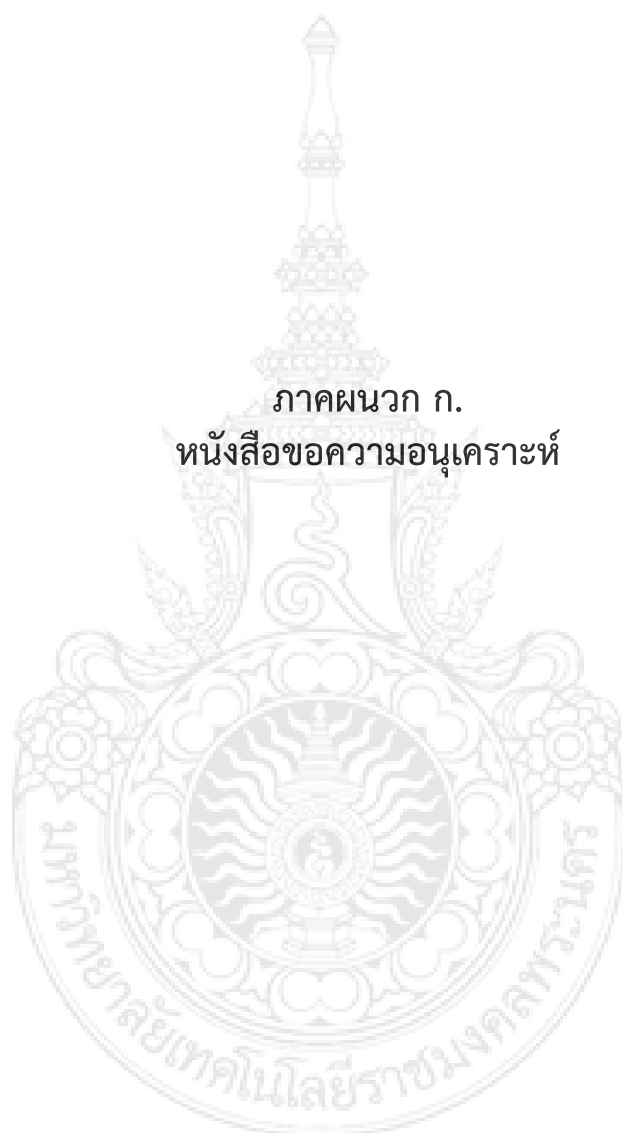 ภาคผนวก ก.
หนังสือขอความอนุเคราะห์
มหาวิทยาลัยเทคโนโลยีราชมงคลพระนคร